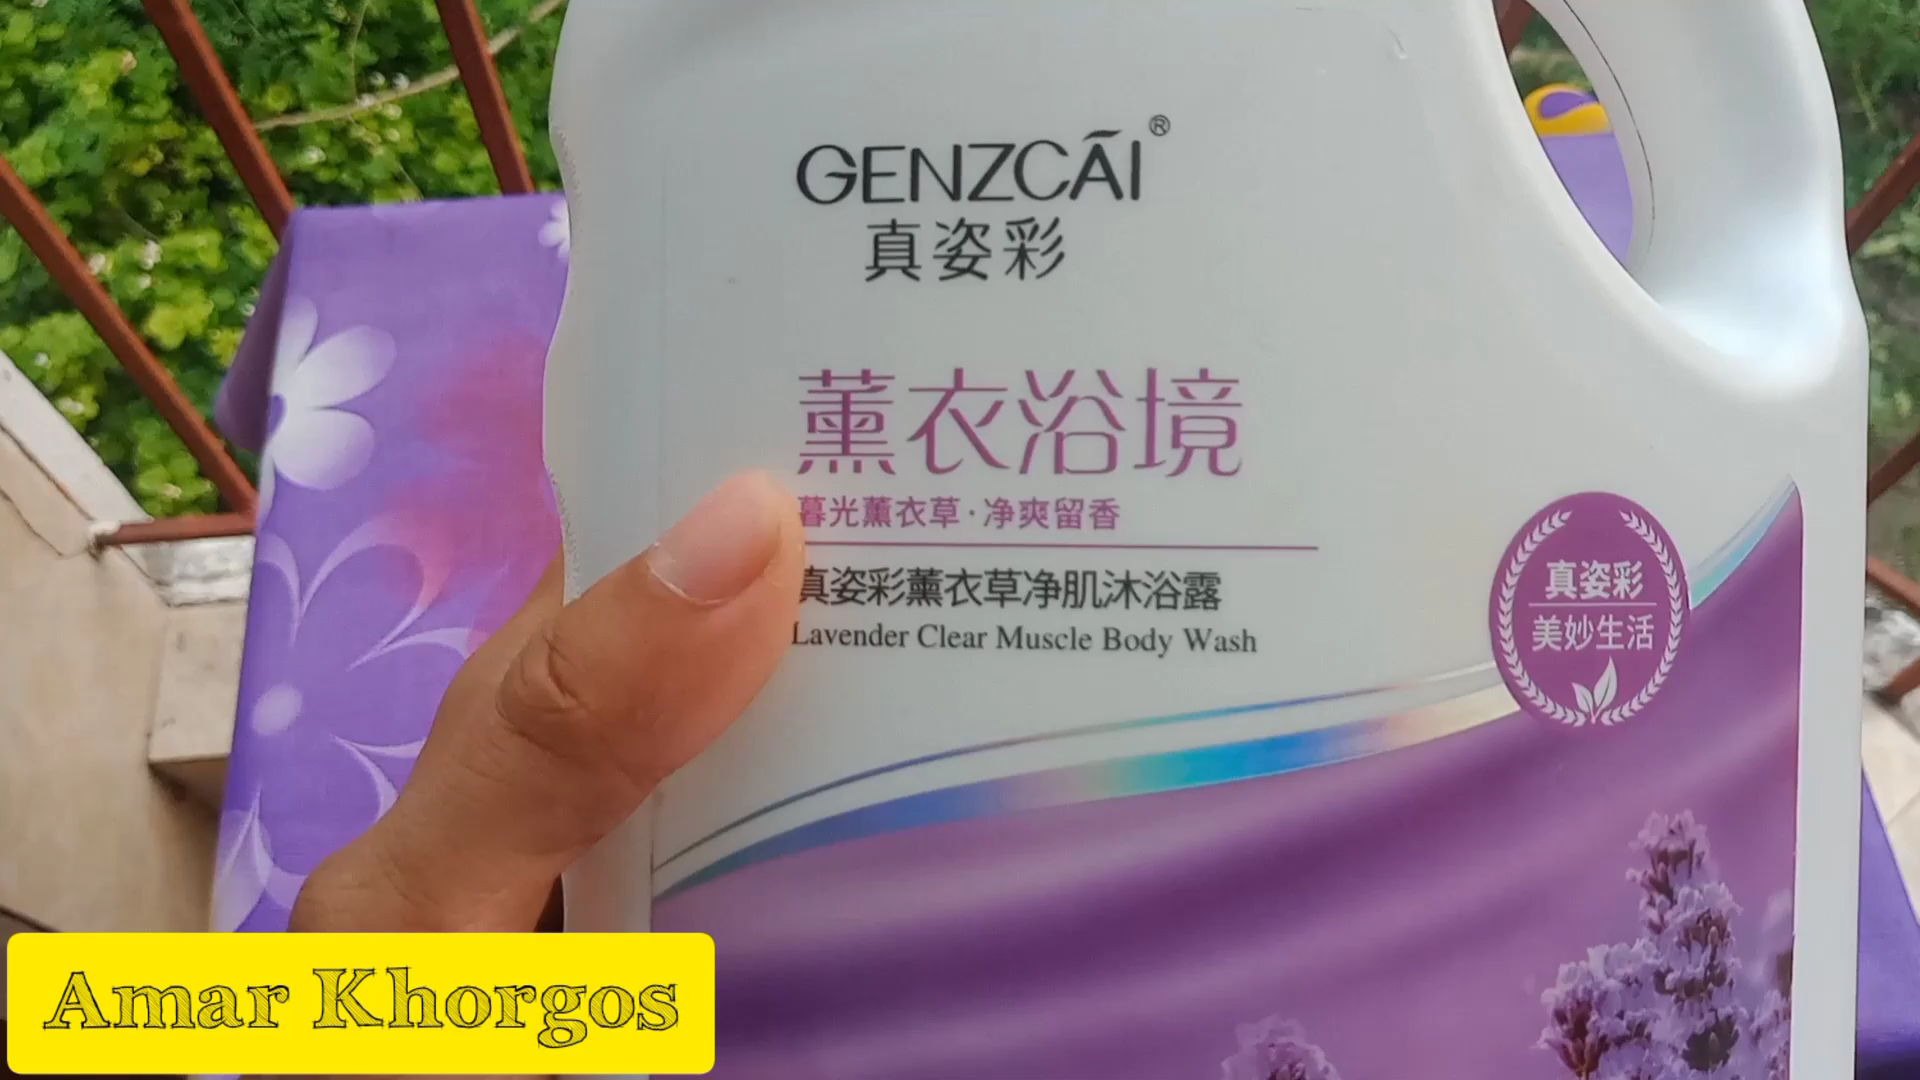 GENZCÃI®
真姿彩
薰衣浴境
暮光薰衣草·净爽留香
真姿彩薰衣草净肌沐浴露
Lavender Clear Muscle Body Wash
真姿彩
美妙生活
Amar Khorgos